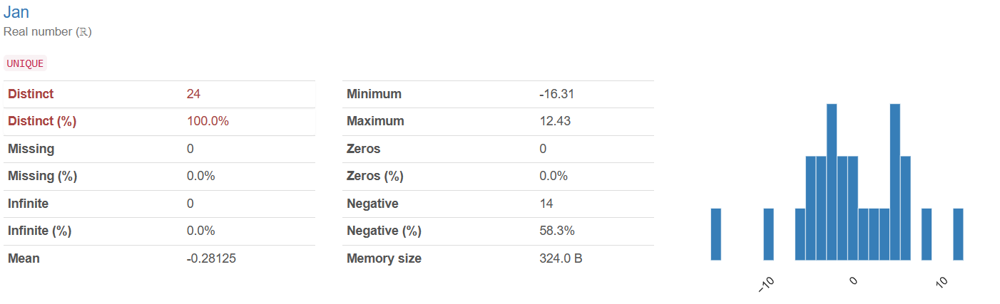 Jan
Real number (ℝ)
UNIQUE
Distinct 24
Distinct (%) 100.0%
Missing 0
Missing (%) 0.0%
Infinite 0
Infinite (%) 0.0%
Mean -0.28125
Minimum -16.31
Maximum 12.43
Zeros 0
Zeros (%) 0.0%
Negative 14
Negative (%) 58.3%
Memory size 324.0 B
−10 0 10